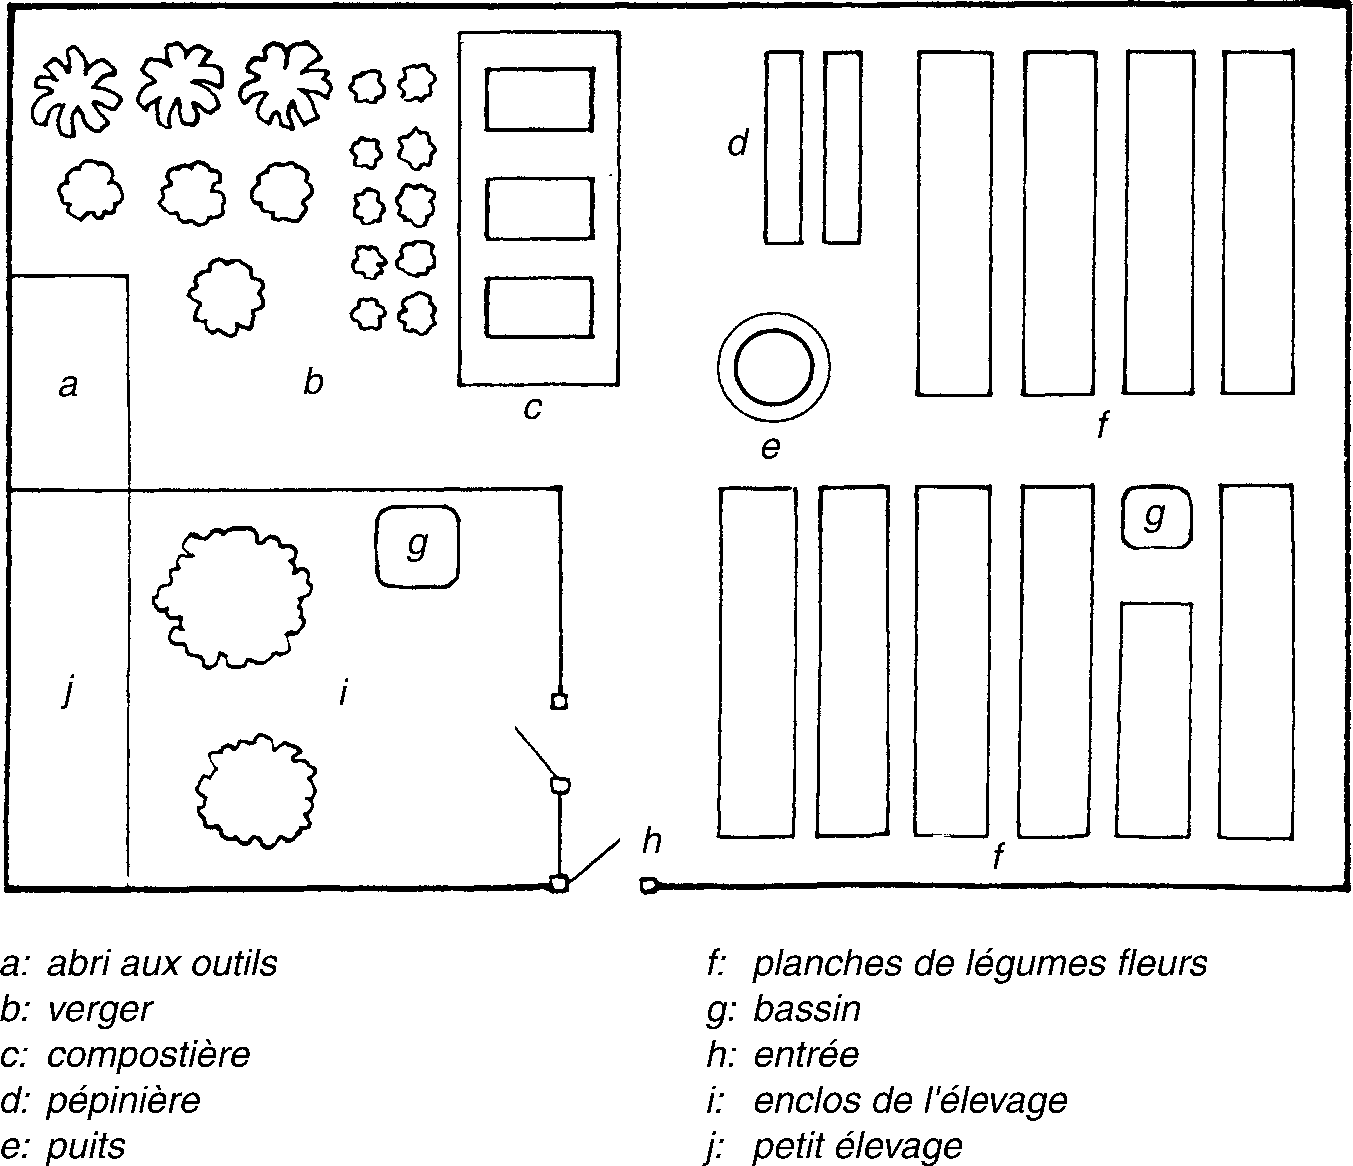 d
a
b
c
e
f
g
g
j
i
h
f
a: abri aux outils
b: verger
c: compostière
d: pépinière
e: puits
f: planches de légumes fleurs
g: bassin
h: entrée
i: enclos de l'élevage
j: petit élevage